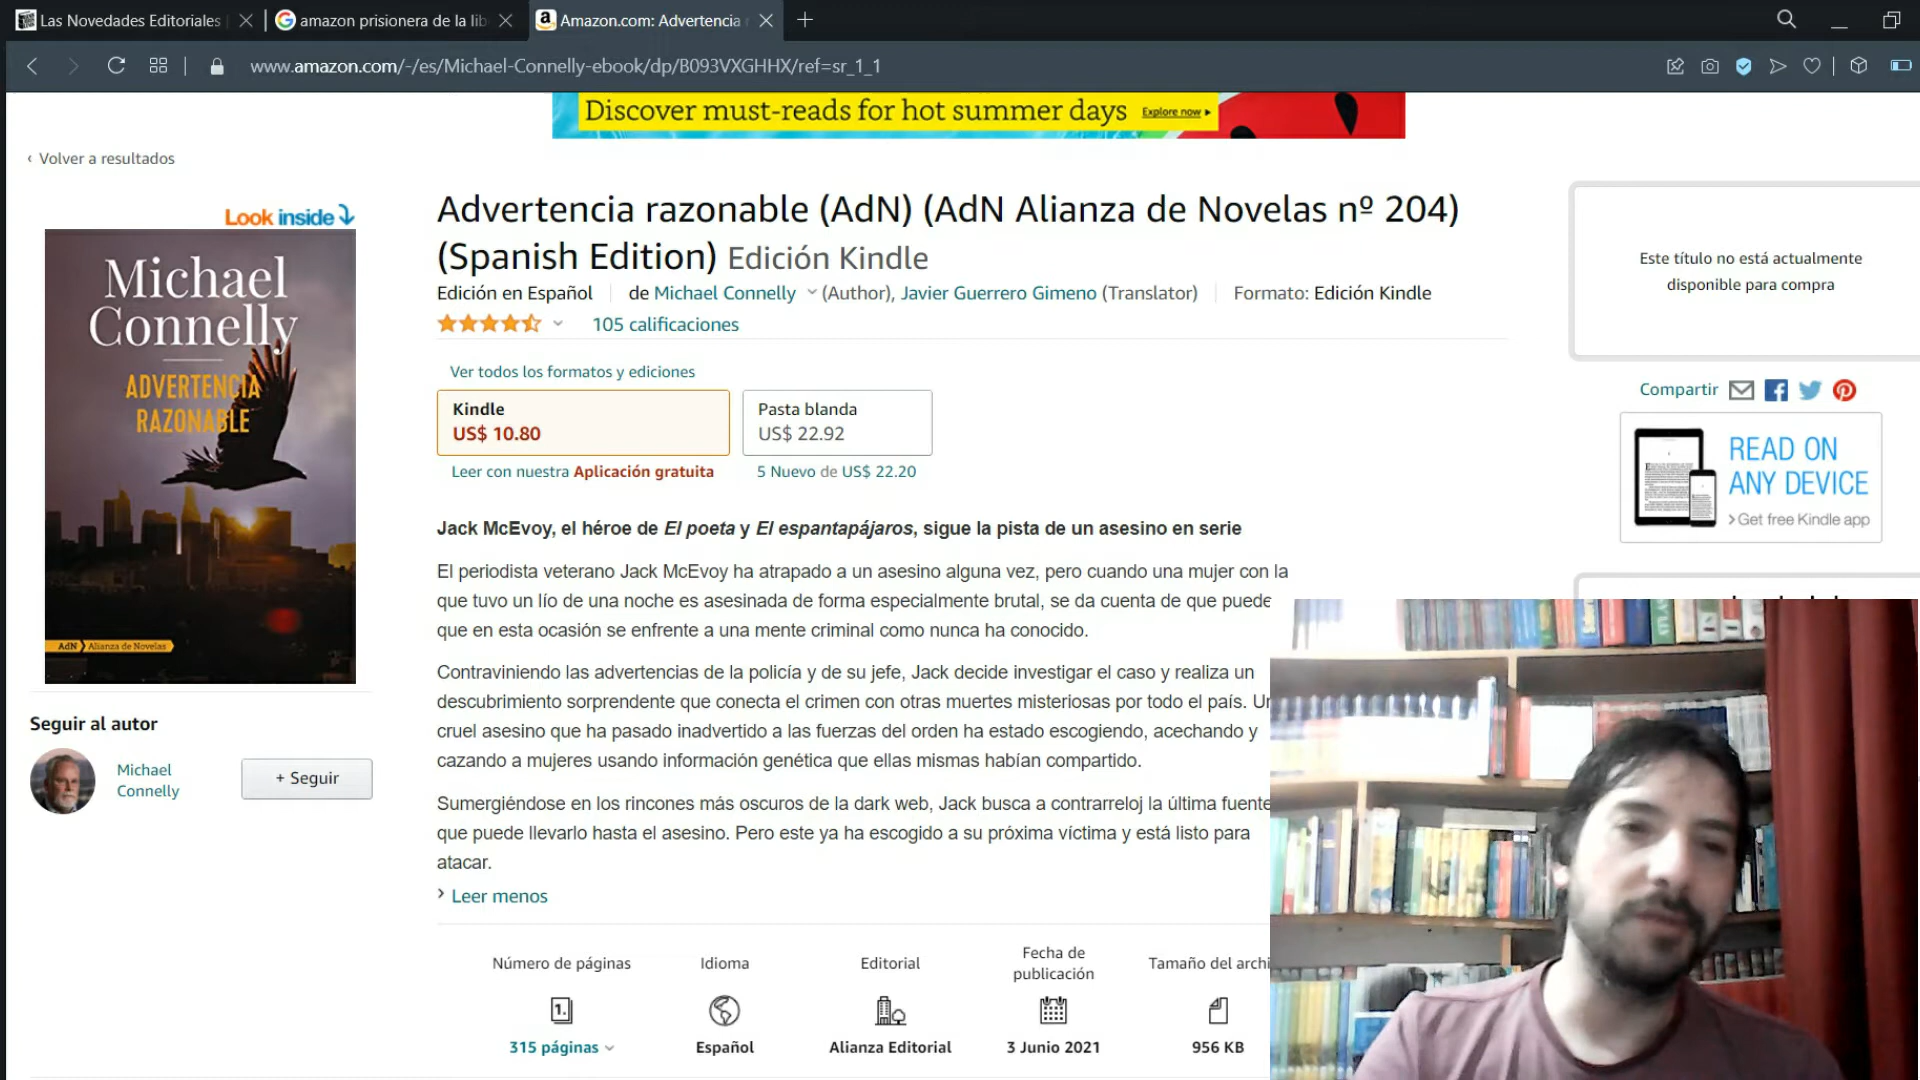 Las Novedades Editoriales
amazon prisionera de la lib
Amazon.com: Advertencia
www.amazon.com/-/es/Michael-Connelly-ebook/dp/B093VXGHHX/ref=sr_1_1
Discover must-reads for hot summer days Explore now
‹ Volver a resultados
Look inside
Michael
Connelly
ADVERTENCIA
RAZONABLE
AdN Alianza de Novelas
Seguir al autor
Michael
Connelly
+ Seguir
Advertencia razonable (AdN) (AdN Alianza de Novelas nº 204)
(Spanish Edition) Edición Kindle
Edición en Español de Michael Connelly (Author), Javier Guerrero Gimeno (Translator) Formato: Edición Kindle
105 calificaciones
Ver todos los formatos y ediciones
Kindle
US$ 10.80
Leer con nuestra Aplicación gratuita
Pasta blanda
US$ 22.92
5 Nuevo de US$ 22.20
Jack McEvoy, el héroe de El poeta y El espantapájaros, sigue la pista de un asesino en serie
El periodista veterano Jack McEvoy ha atrapado a un asesino alguna vez, pero cuando una mujer con la
que tuvo un lío de una noche es asesinada de forma especialmente brutal, se da cuenta de que puede
que en esta ocasión se enfrente a una mente criminal como nunca ha conocido.
Contraviniendo las advertencias de la policía y de su jefe, Jack decide investigar el caso y realiza un
descubrimiento sorprendente que conecta el crimen con otras muertes misteriosas por todo el país. Un
cruel asesino que ha pasado inadvertido a las fuerzas del orden ha estado escogiendo, acechando y
cazando a mujeres usando información genética que ellas mismas habían compartido.
Sumergiéndose en los rincones más oscuros de la dark web, Jack busca a contrarreloj la última fuente
que puede llevarlo hasta el asesino. Pero este ya ha escogido a su próxima víctima y está listo para
atacar.
Leer menos
Número de páginas
315 páginas
Idioma
Español
Editorial
Alianza Editorial
Fecha de
publicación
3 Junio 2021
Tamaño del archi
956 KB
Este título no está actualmente
disponible para compra
Compartir
READ ON
ANY DEVICE
›Get free Kindle app